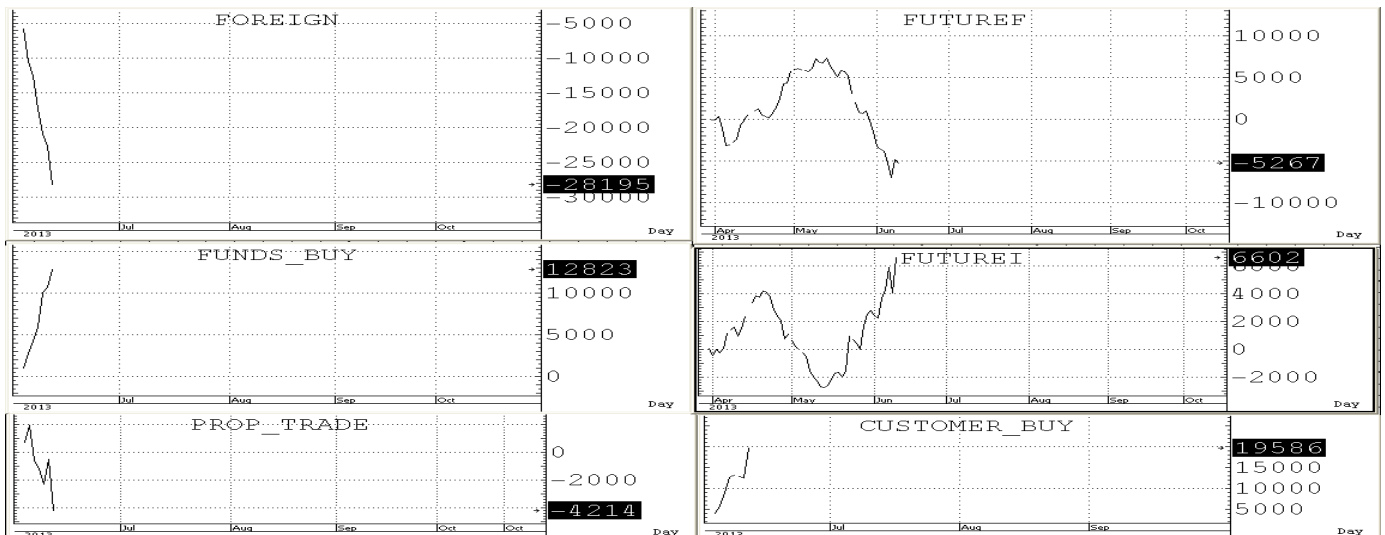 FOREIGN
-5000
-10000
-15000
-20000
-25000
-28195
-30000
Jul Aug Sep Oct
2013 Day
FUTUREF
10000
5000
0
-5267
-10000
Apr May Jun Jul Aug Sep Oct
2013 Day
FUNDS_BUY
12823
10000
5000
0
Jul Aug Sep Oct
2013 Day
FUTUREI
6602
6000
4000
2000
0
-2000
Apr May Jun Jul Aug Sep Oct
2013 Day
PROP_TRADE
0
-2000
-4214
Jul Aug Sep Oct Oct
2013 Day
CUSTOMER_BUY
19586
15000
10000
5000
Jul Aug Sep
2013 Day